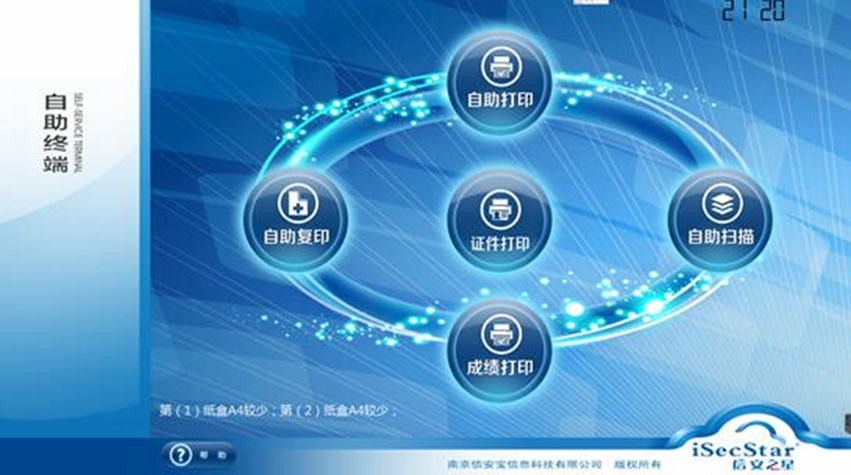 21 20
自助终端
SELF-SERVICE TERMINAL
自助打印
自助复印
证件打印
自助扫描
成绩打印
第（1）纸盒A4较少；第（2）纸盒A4较少；
? 帮 助
南京信安宝信息科技有限公司 版权所有
iSecStar
信安之星